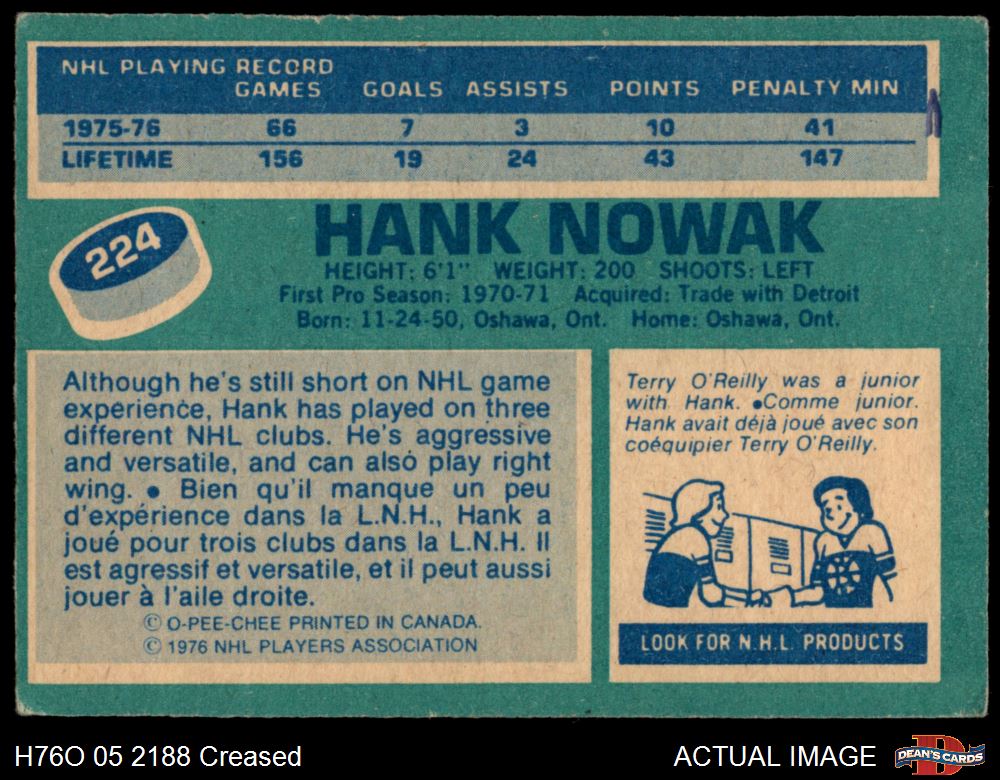 NHL PLAYING RECORD
GAMES GOALS ASSISTS POINTS PENALTY MIN
1975-76 66 7 3 10 41
LIFETIME 156 19 24 43 147
224
HANK NOWAK
HEIGHT: 6'1" WEIGHT: 200 SHOOTS: LEFT
First Pro Season: 1970-71 Acquired: Trade with Detroit
Born: 11-24-50, Oshawa, Ont. Home: Oshawa, Ont.
Although he's still short on NHL game
experience, Hank has played on three
different NHL clubs. He's aggressive
and versatile, and can also play right
wing. ● Bien qu'il manque un peu
d'expérience dans la L.N.H., Hank a
joué pour trois clubs dans la L.N.H. Il
est agressif et versatile, et il peut aussi
jouer à l'aile droite.
© O-PEE-CHEE PRINTED IN CANADA.
© 1976 NHL PLAYERS ASSOCIATION
Terry O'Reilly was a junior
with Hank. ●Comme junior.
Hank avait déjà joué avec son
coéquipier Terry O'Reilly.
LOOK FOR N.H.L. PRODUCTS
H76O 05 2188 Creased
ACTUAL IMAGE
DEAN'S CARDS